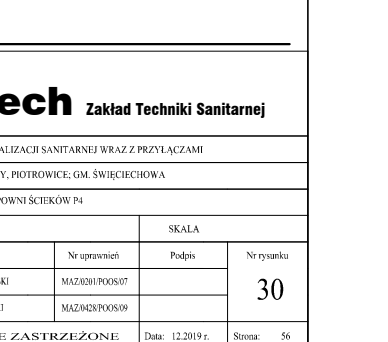 ech Zakład Techniki Sanitarnej
ALIZACJI SANITARNEJ WRAZ Z PRZYŁĄCZAMI
Y, PIOTROWICE; GM. ŚWIĘCIECHOWA
POWNI ŚCIEKÓW P4
SKALA
Nr uprawnień Podpis Nr rysunku
SKI MAZ/0201/POOS/07
30
MAZ/0428/POOS/09
E ZASTRZEŻONE Data: 12.2019 r. Strona: 56